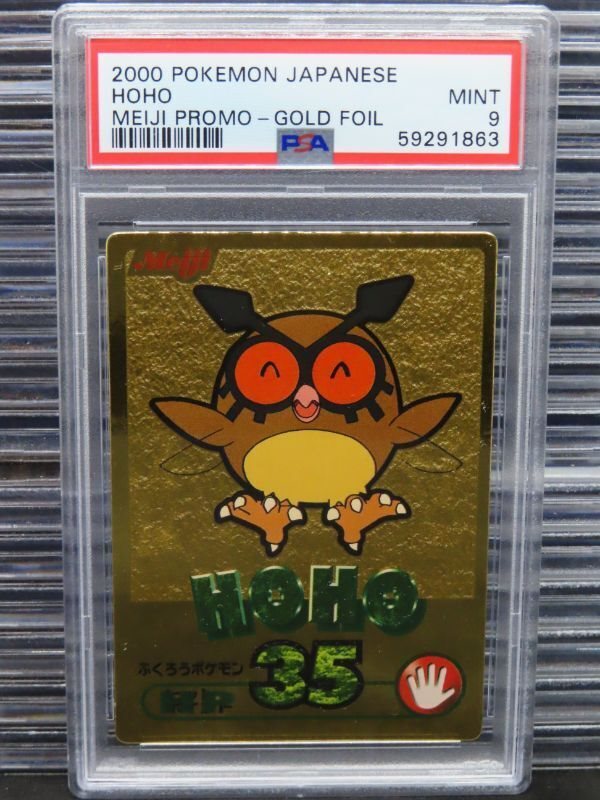 2000 POKEMON JAPANESE
HOHO MINT
MEIJI PROMO - GOLD FOIL 9
PSA 59291863
Meiji
HOHO
ふくろうポケモン
35